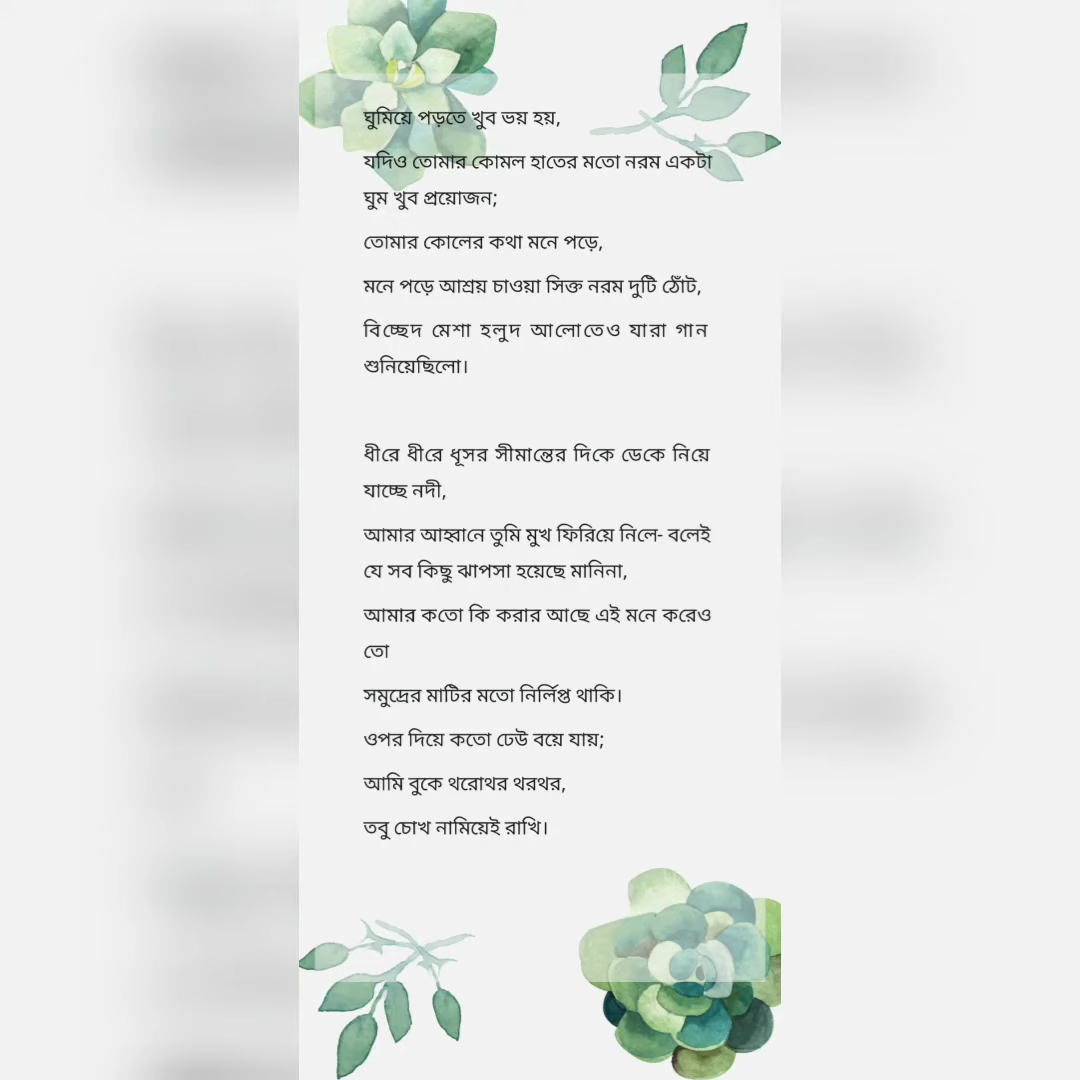 ঘুমিয়ে পড়তে খুব ভয় হয়,
যদিও তোমার কোমল হাতের মতো নরম একটা
ঘুম খুব প্রয়োজন;
তোমার কোলের কথা মনে পড়ে,
মনে পড়ে আশ্রয় চাওয়া সিক্ত নরম দুটি ঠোঁট,
বিচ্ছেদ মেশা হলুদ আলোতেও যারা গান
শুনিয়েছিলো।
ধীরে ধীরে ধূসর সীমান্তের দিকে ডেকে নিয়ে
যাচ্ছে নদী,
আমার আহ্বানে তুমি মুখ ফিরিয়ে নিলে- বলেই
যে সব কিছু ঝাপসা হয়েছে মানিনা,
আমার কতো কি করার আছে এই মনে করেও
তো
সমুদ্রের মাটির মতো নির্লিপ্ত থাকি।
ওপর দিয়ে কতো ঢেউ বয়ে যায়;
আমি বুকে থরোথর থরথর,
তবু চোখ নামিয়েই রাখি।